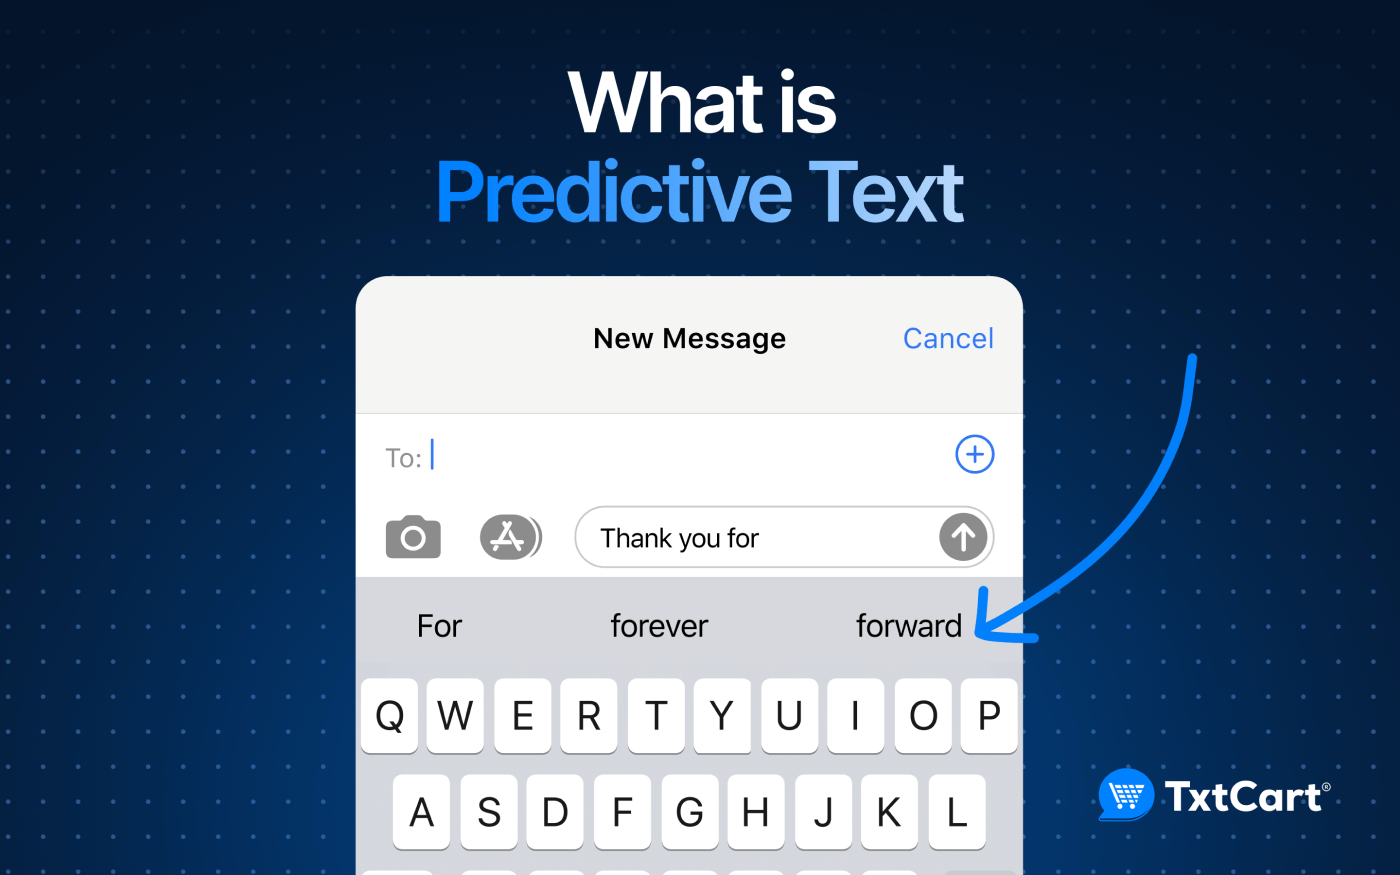 What is
Predictive Text
New Message Cancel
To:
Thank you for
For forever forward
Q W E R T Y U I O P
A S D F G H J K L
TxtCart®